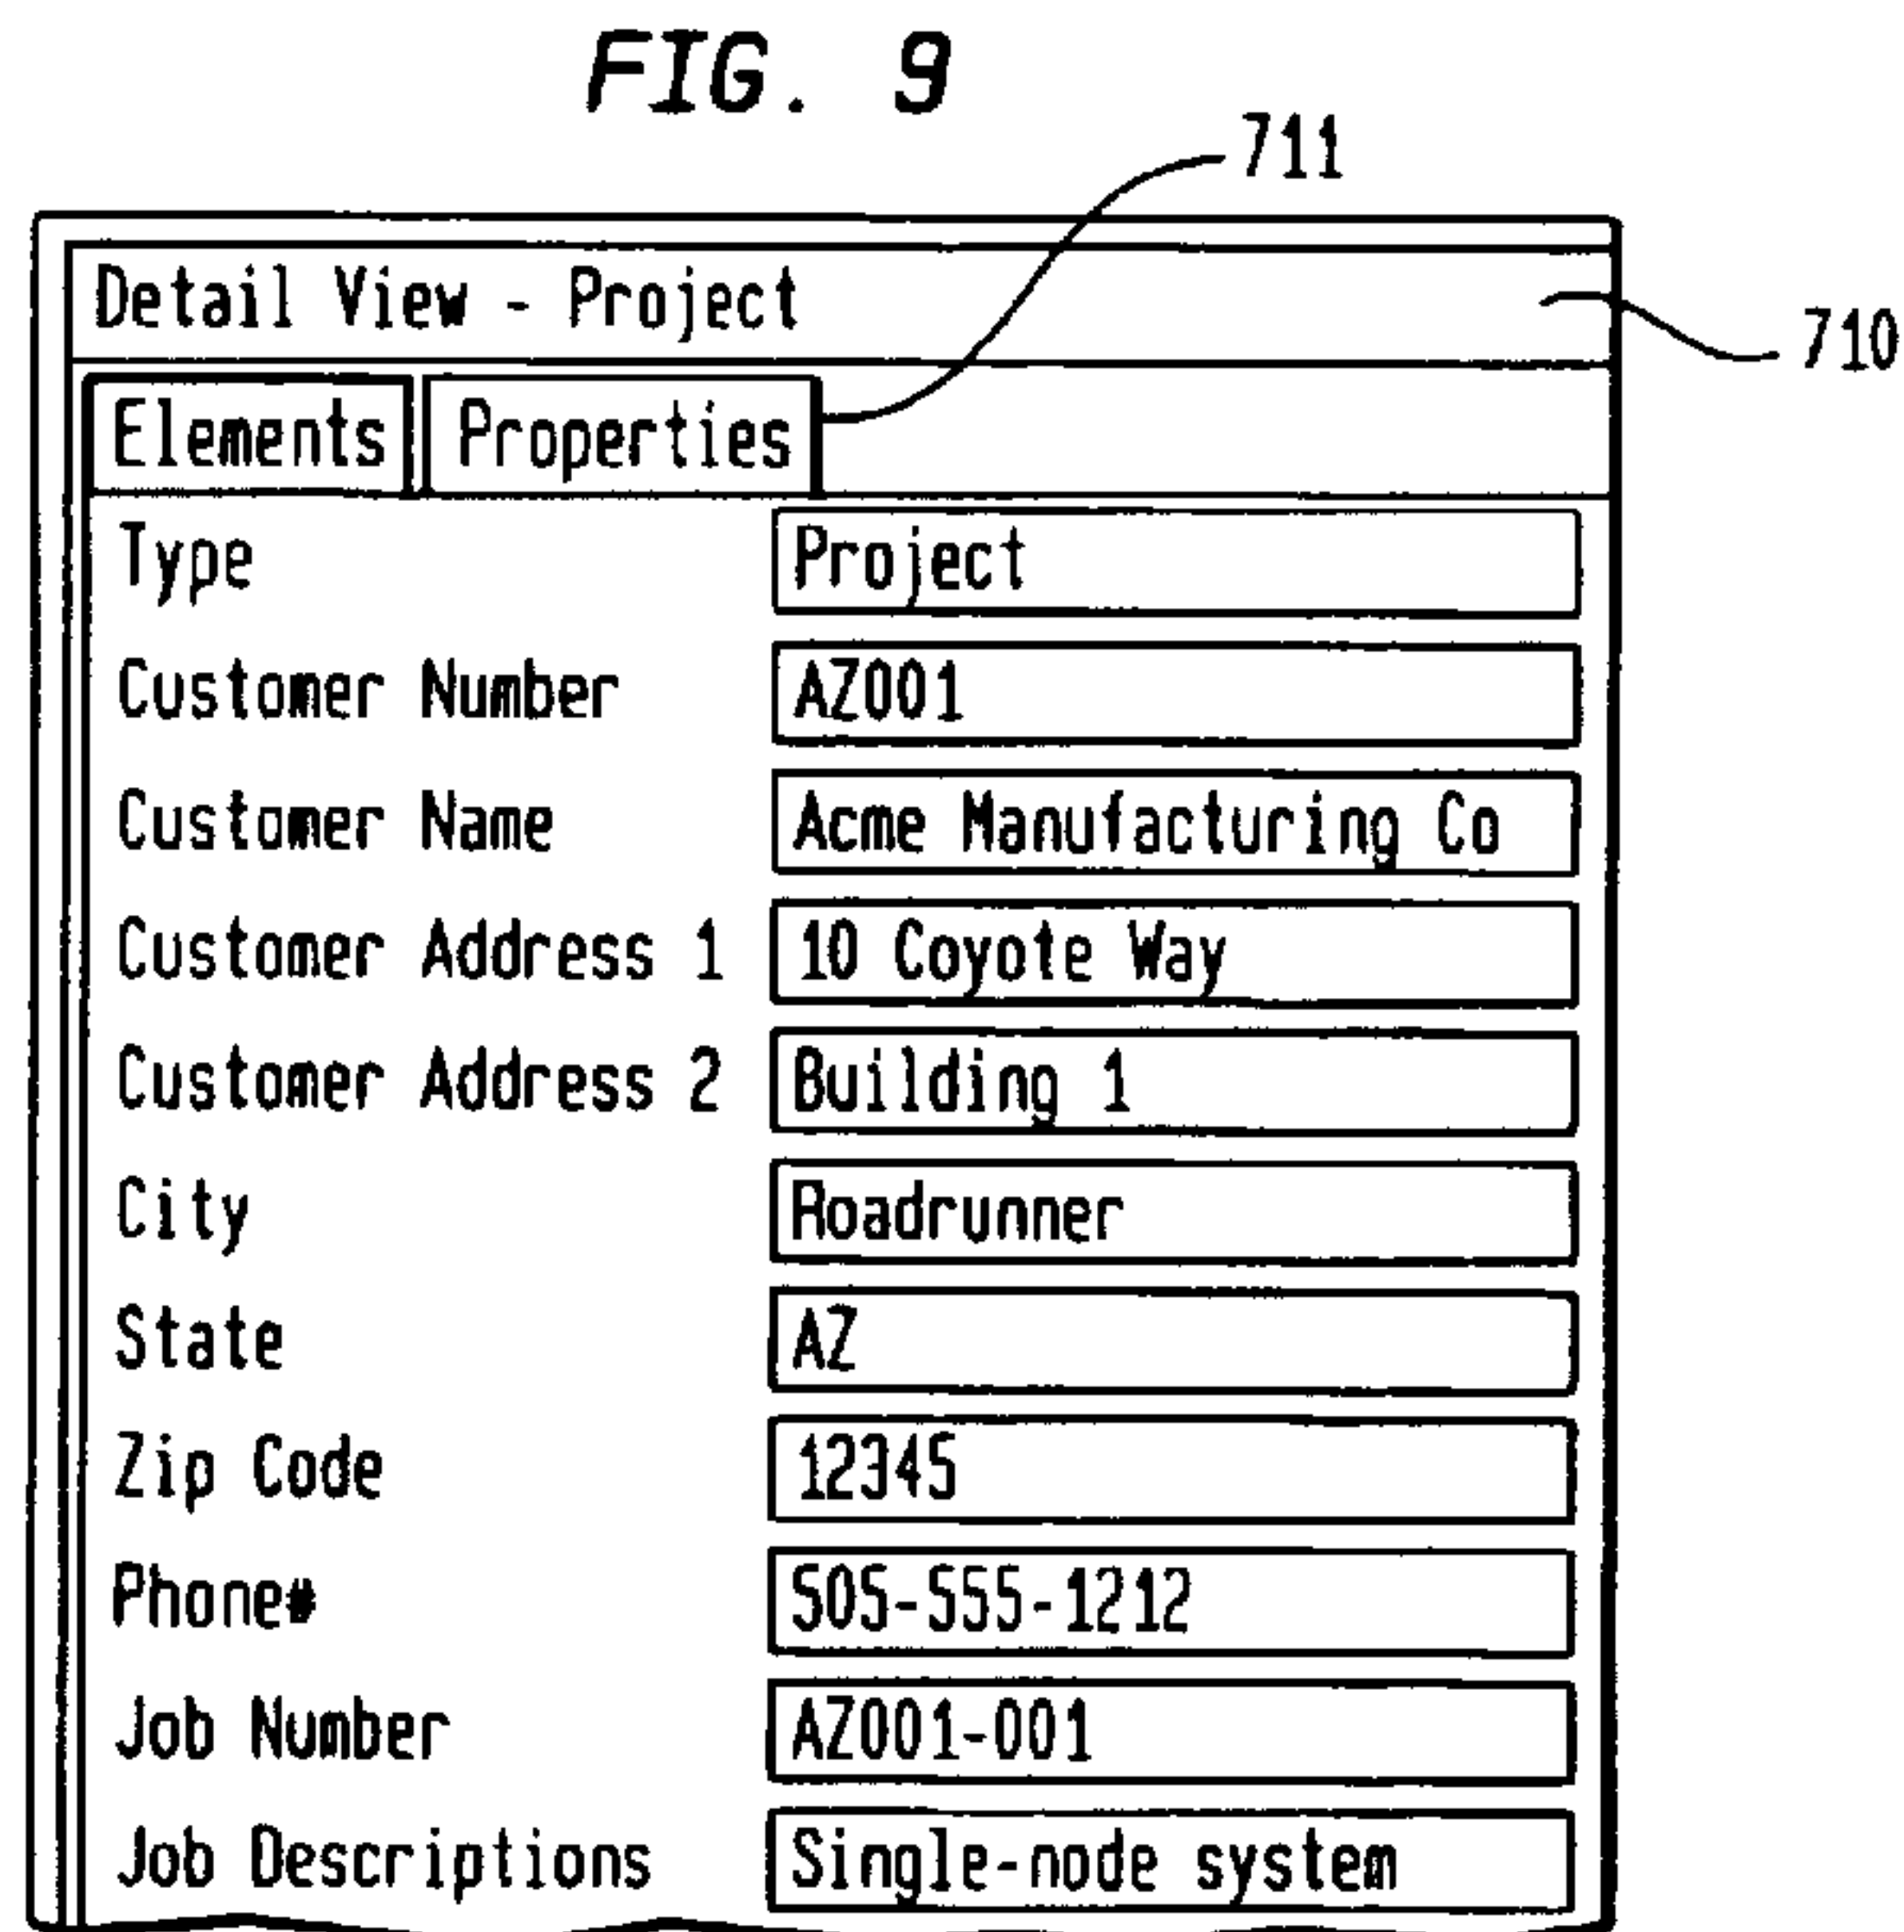 FIG. 9
711
Detail View - Project
710
Elements Properties
Type Project
Customer Number AZ001
Customer Name Acme Manufacturing Co
Customer Address 1 10 Coyote Way
Customer Address 2 Building 1
City Roadrunner
State AZ
Zip Code 12345
Phone# 505-555-1212
Job Number AZ001-001
Job Descriptions Single-node system